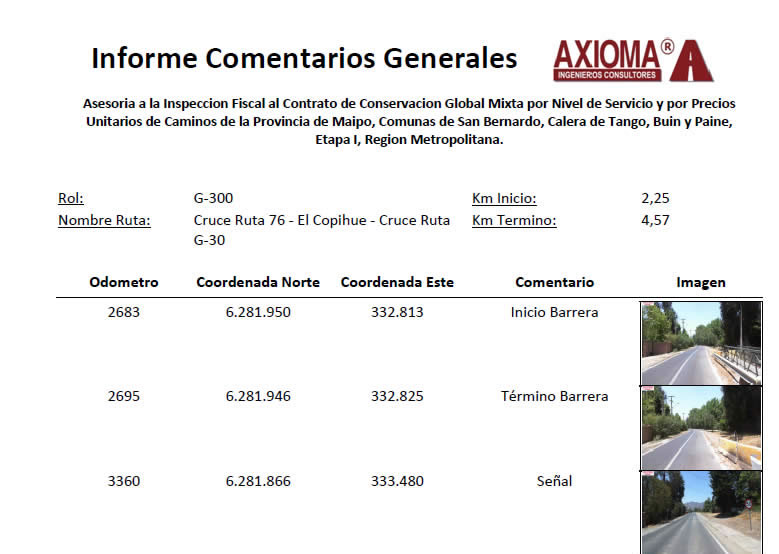 Informe Comentarios Generales
AXIOMA®
INGENIEROS CONSULTORES
Asesoria a la Inspeccion Fiscal al Contrato de Conservacion Global Mixta por Nivel de Servicio y por Precios
Unitarios de Caminos de la Provincia de Maipo, Comunas de San Bernardo, Calera de Tango, Buin y Paine,
Etapa I, Region Metropolitana.
Rol: G-300 Km Inicio: 2,25
Nombre Ruta: Cruce Ruta 76 - El Copihue - Cruce Ruta Km Termino: 4,57
G-30
Odometro Coordenada Norte Coordenada Este Comentario Imagen
2683 6.281.950 332.813 Inicio Barrera
2695 6.281.946 332.825 Término Barrera
3360 6.281.866 333.480 Señal